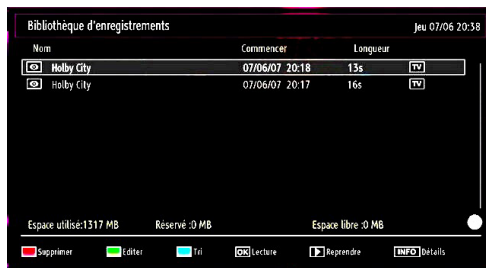 Bibliothèque d'enregistrements Jeu 07/06 20:38
Nom Commencer Longueur
Holby City 07/06/07 20:18 13s TV
Holby City 07/06/07 20:17 16s TV
Espace utilisé:1317 MB Réservé :0 MB Espace libre :0 MB
Supprimer Editer Tri OK Lecture Reprendre INFO Détails